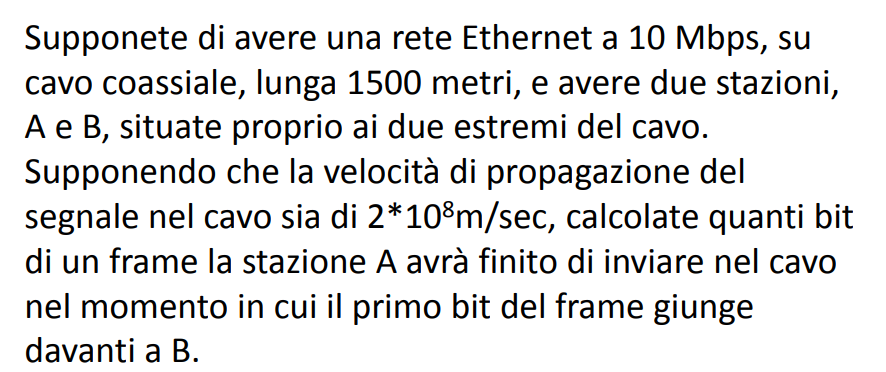 Supponete di avere una rete Ethernet a 10 Mbps, su
cavo coassiale, lunga 1500 metri, e avere due stazioni,
A e B, situate proprio ai due estremi del cavo.
Supponendo che la velocità di propagazione del
segnale nel cavo sia di 2*10⁸m/sec, calcolate quanti bit
di un frame la stazione A avrà finito di inviare nel cavo
nel momento in cui il primo bit del frame giunge
davanti a B.